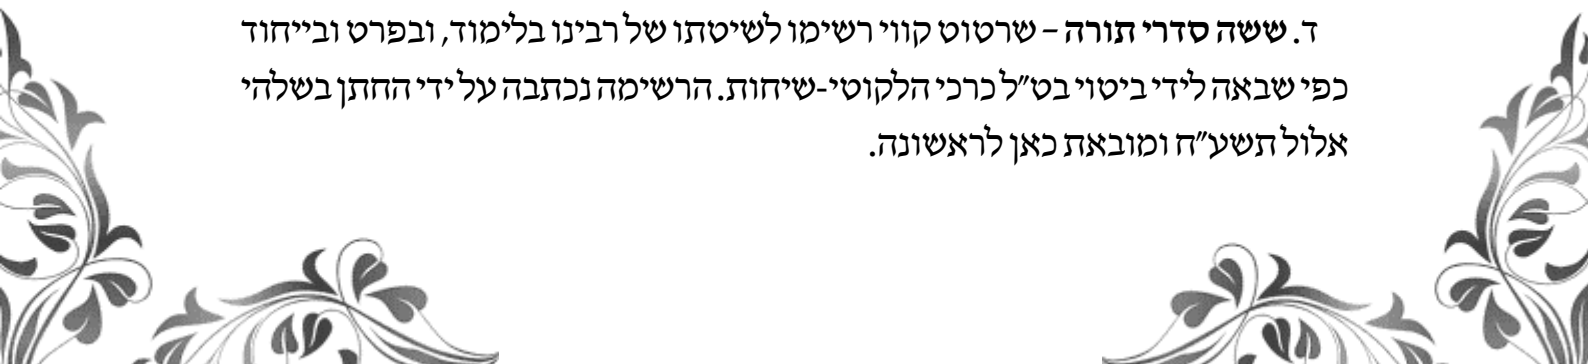 ד. ששה סדרי תורה – שרטוט קווי רשימו לשיטתו של רבינו בלימוד, ובפרט ובייחוד
כפי שבאה לידי ביטוי בט״ל כרכי הלקוטי-שיחות. הרשימה נכתבה על ידי החתן בשלהי
אלול תשע״ח ומובאת כאן לראשונה.